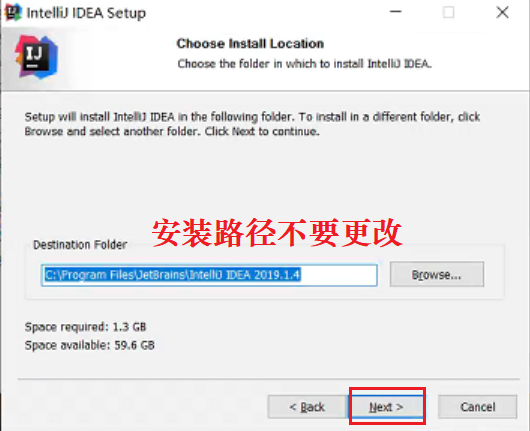 IntelliJ IDEA Setup
IJ
Choose Install Location
Choose the folder in which to install IntelliJ IDEA.
Setup will install IntelliJ IDEA in the following folder. To install in a different folder, click
Browse and select another folder. Click Next to continue.
安装路径不要更改
Destination Folder
C:\Program Files\JetBrains\IntelliJ IDEA 2019.1.4
Browse...
Space required: 1.3 GB
Space available: 59.6 GB
< Back
Next >
Cancel